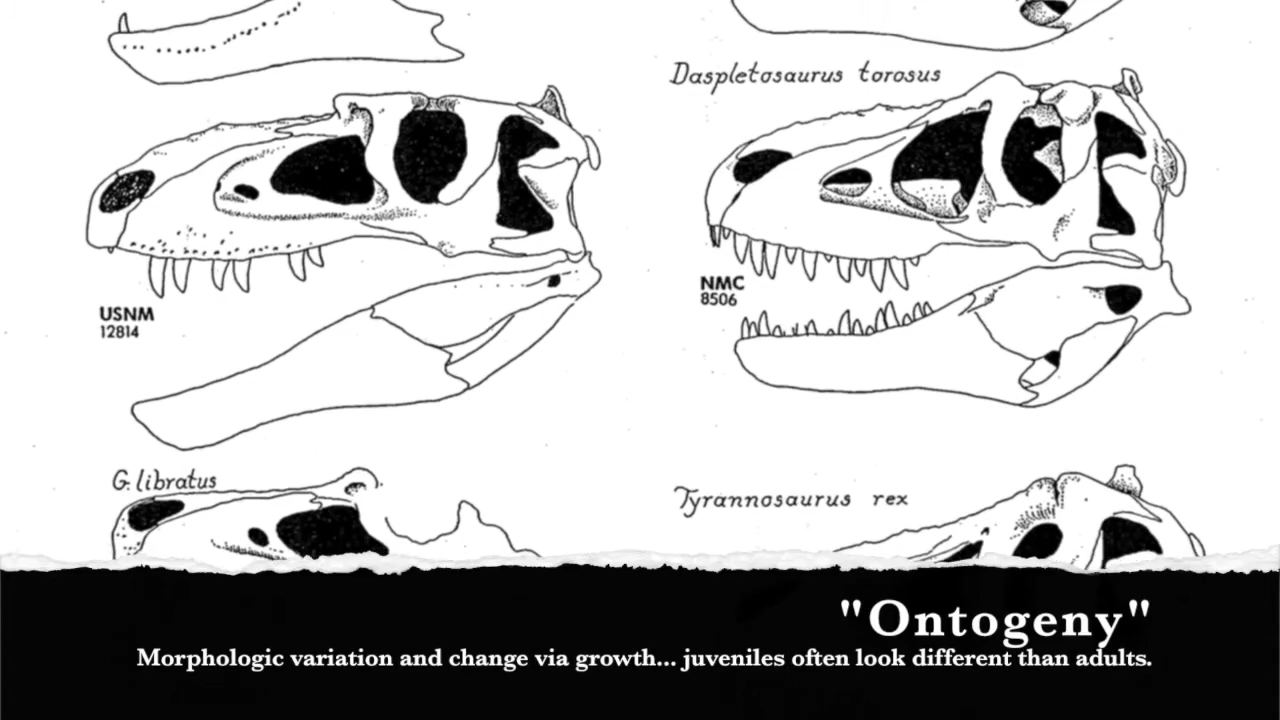 Daspletosaurus torosus
USNM
12814
NMC
8506
G. libratus
Tyrannosaurus rex
"Ontogeny"
Morphologic variation and change via growth... juveniles often look different than adults.